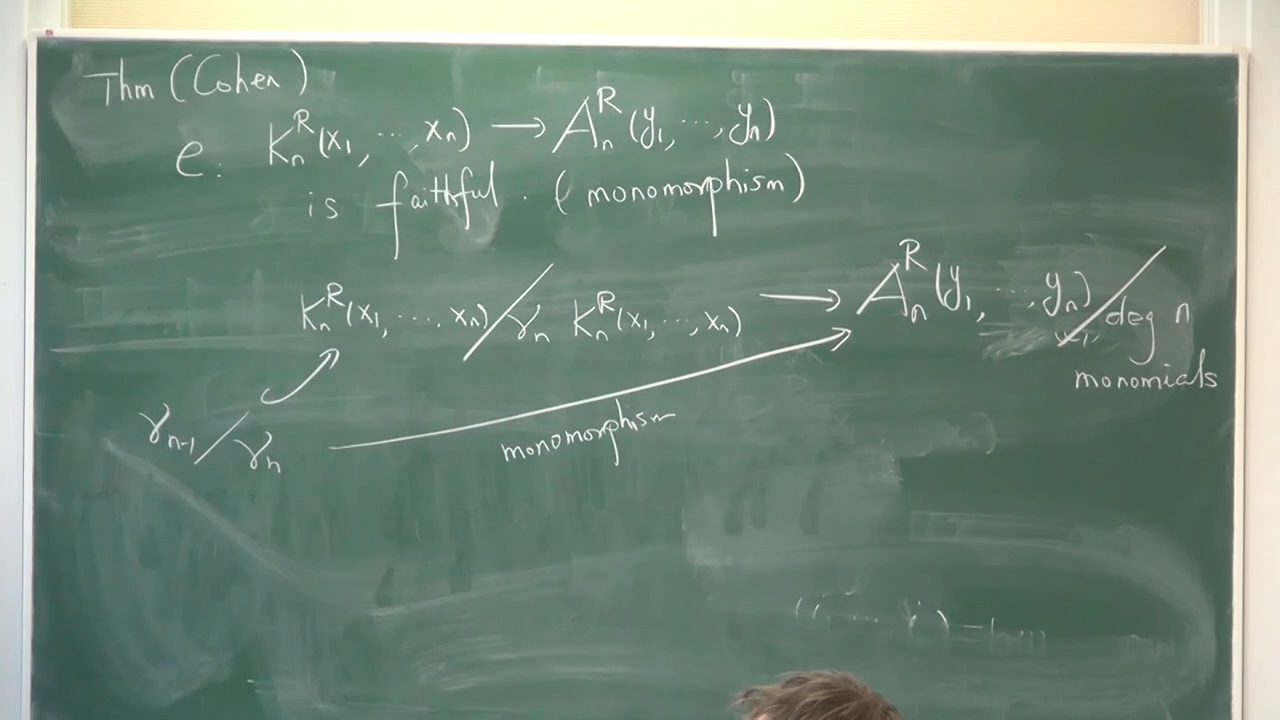 Thm (Cohen)
e: K_n^R(x_1, ..., x_n) → A_n^R(y_1, ..., y_n)
is faithful. (monomorphism)
K_n^R(x_1, ..., x_n) / γ_n K_n^R(x_1, ..., x_n) → A_n^R(y_1, ..., y_n) / deg n
monomials
γ_{n-1} / γ_n
monomorphism